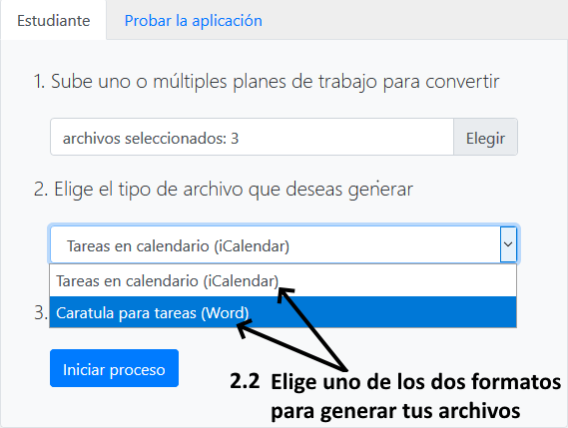 Estudiante
Probar la aplicación
1. Sube uno o múltiples planes de trabajo para convertir
archivos seleccionados: 3
Elegir
2. Elige el tipo de archivo que deseas generar
Tareas en calendario (iCalendar)
Tareas en calendario (iCalendar)
3.
Caratula para tareas (Word)
Iniciar proceso
2.2 Elige uno de los dos formatos
para generar tus archivos